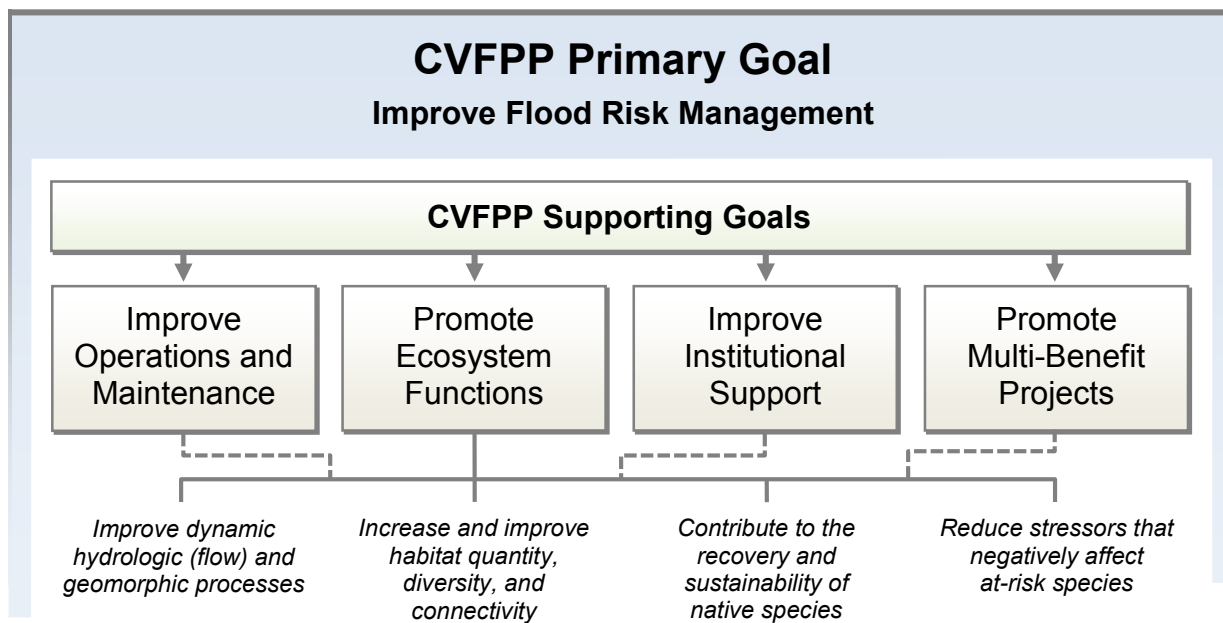 CVFPP Primary Goal
Improve Flood Risk Management
CVFPP Supporting Goals
Improve
Operations and
Maintenance
Promote
Ecosystem
Functions
Improve
Institutional
Support
Promote
Multi-Benefit
Projects
Improve dynamic
hydrologic (flow) and
geomorphic processes
Increase and improve
habitat quantity,
diversity, and
connectivity
Contribute to the
recovery and
sustainability of
native species
Reduce stressors that
negatively affect
at-risk species